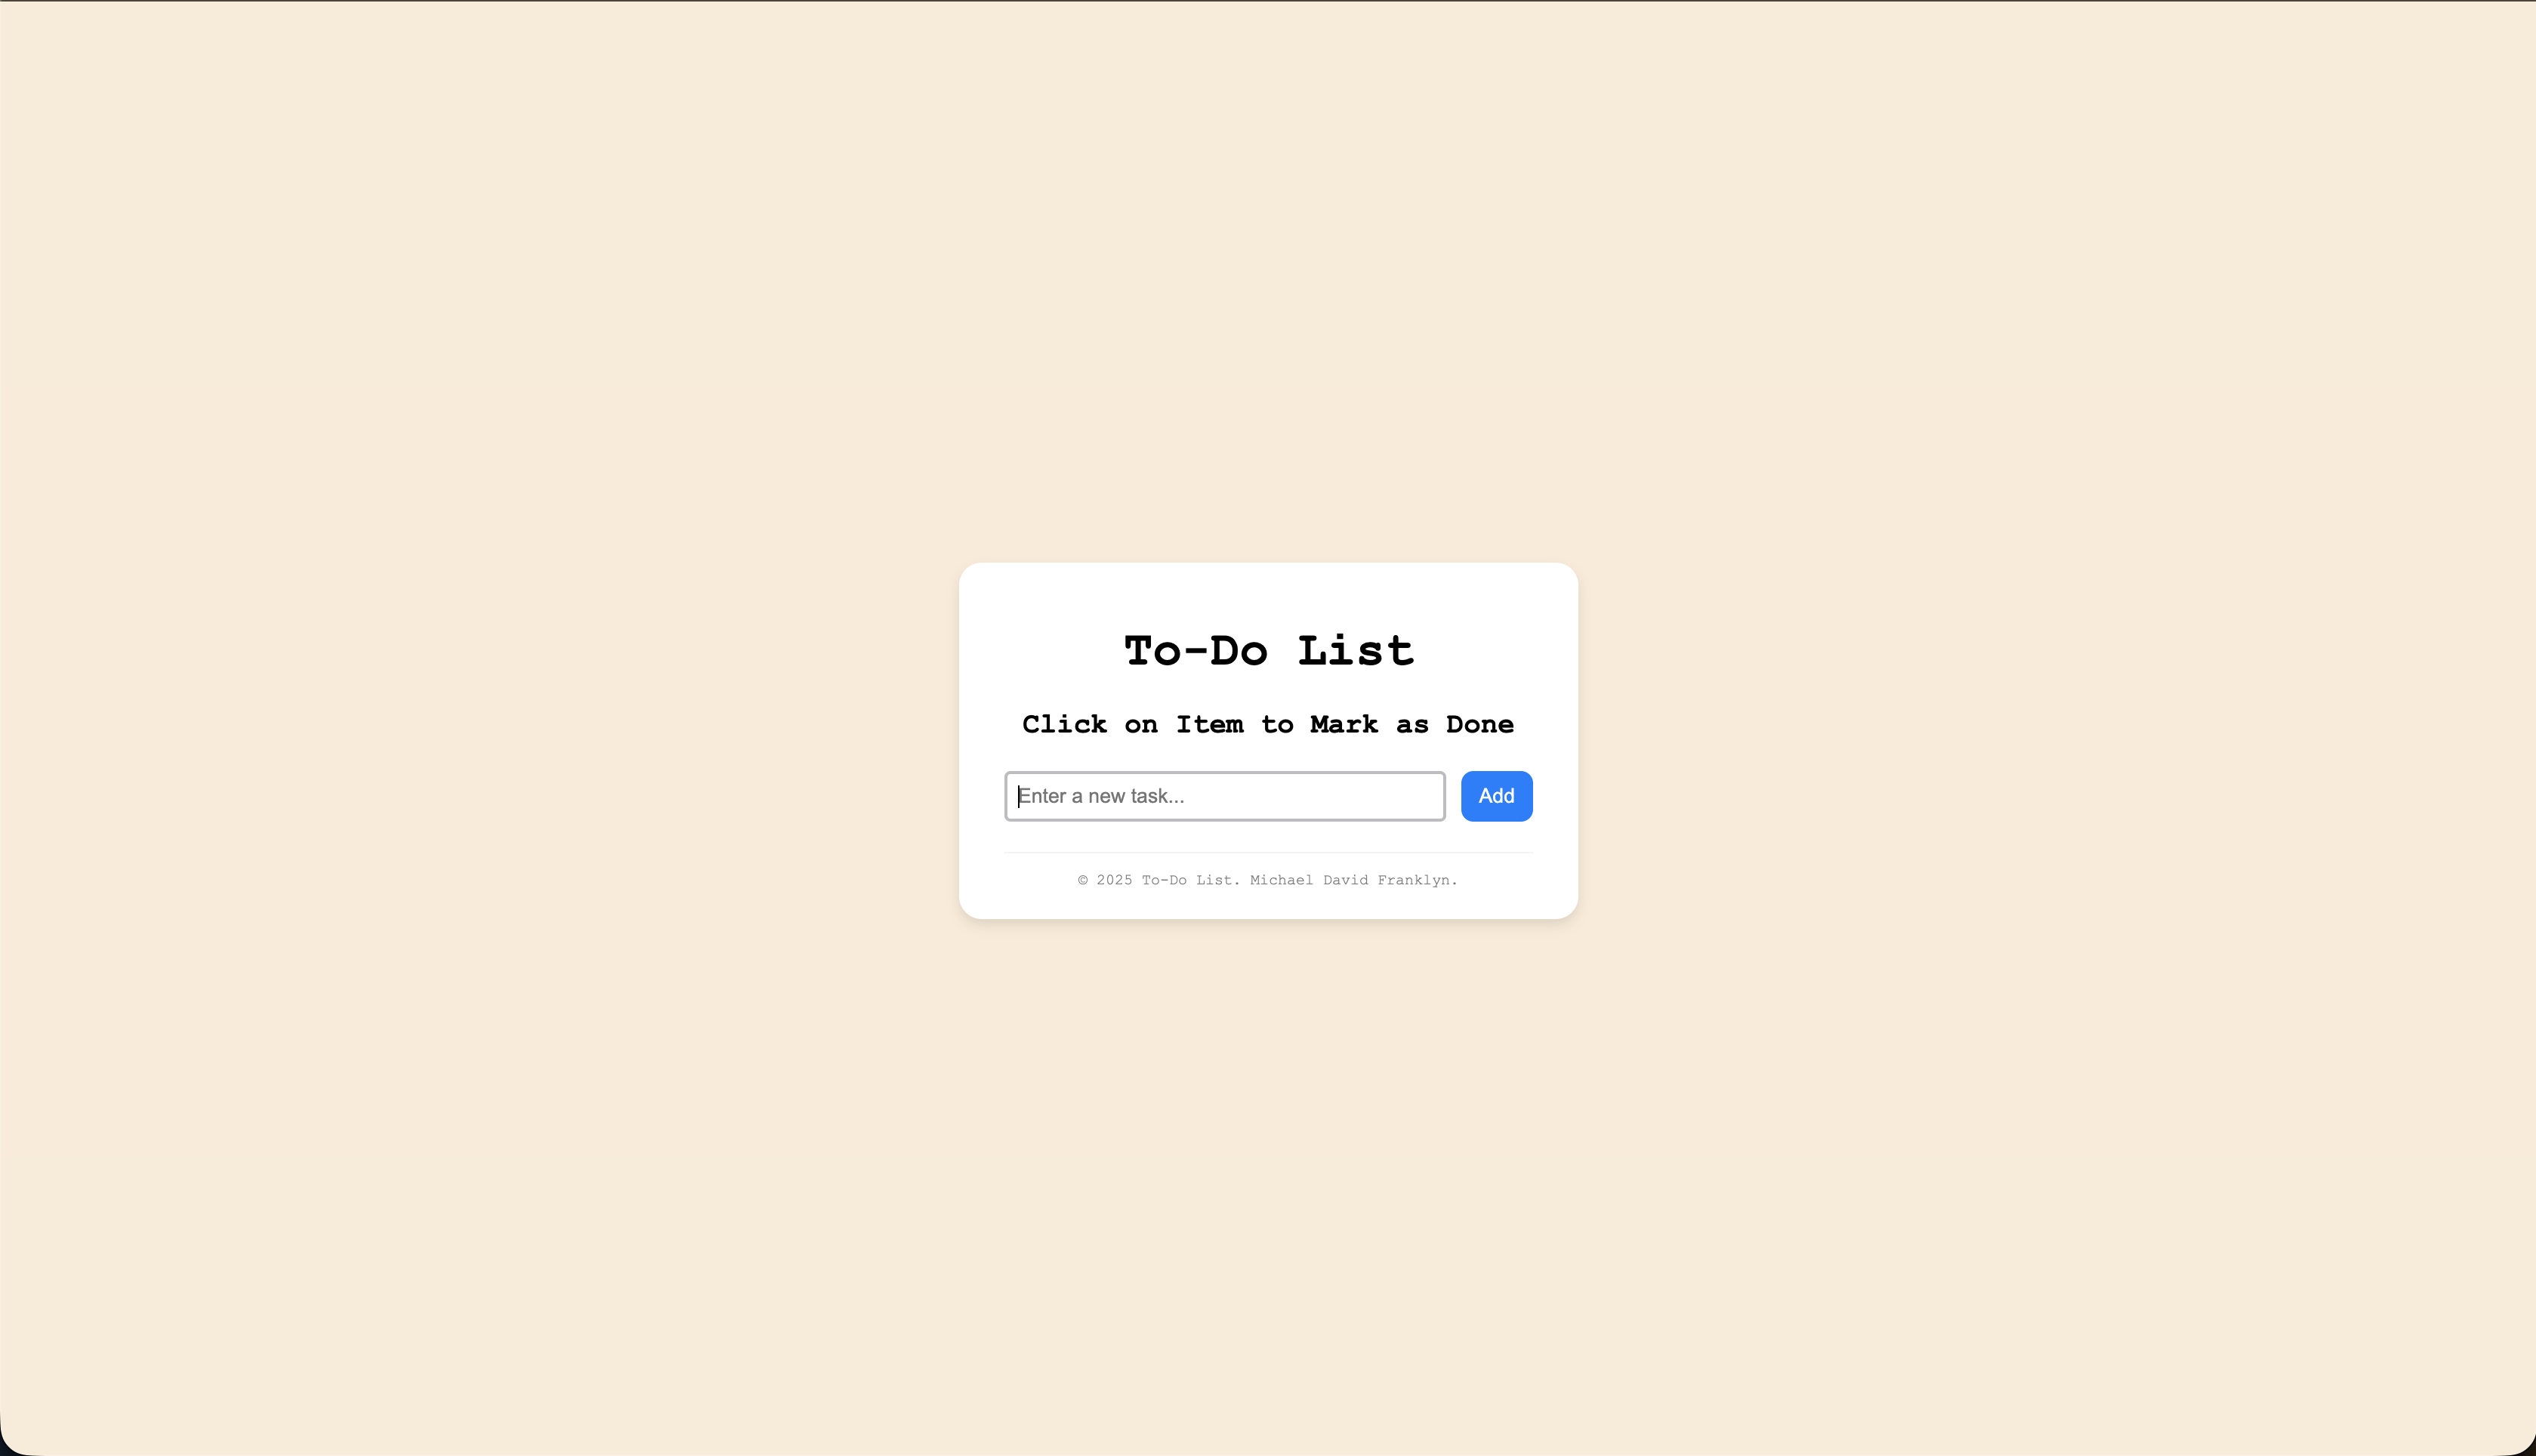 To-Do List
Click on Item to Mark as Done
Enter a new task...
Add
© 2025 To-Do List. Michael David Franklyn.